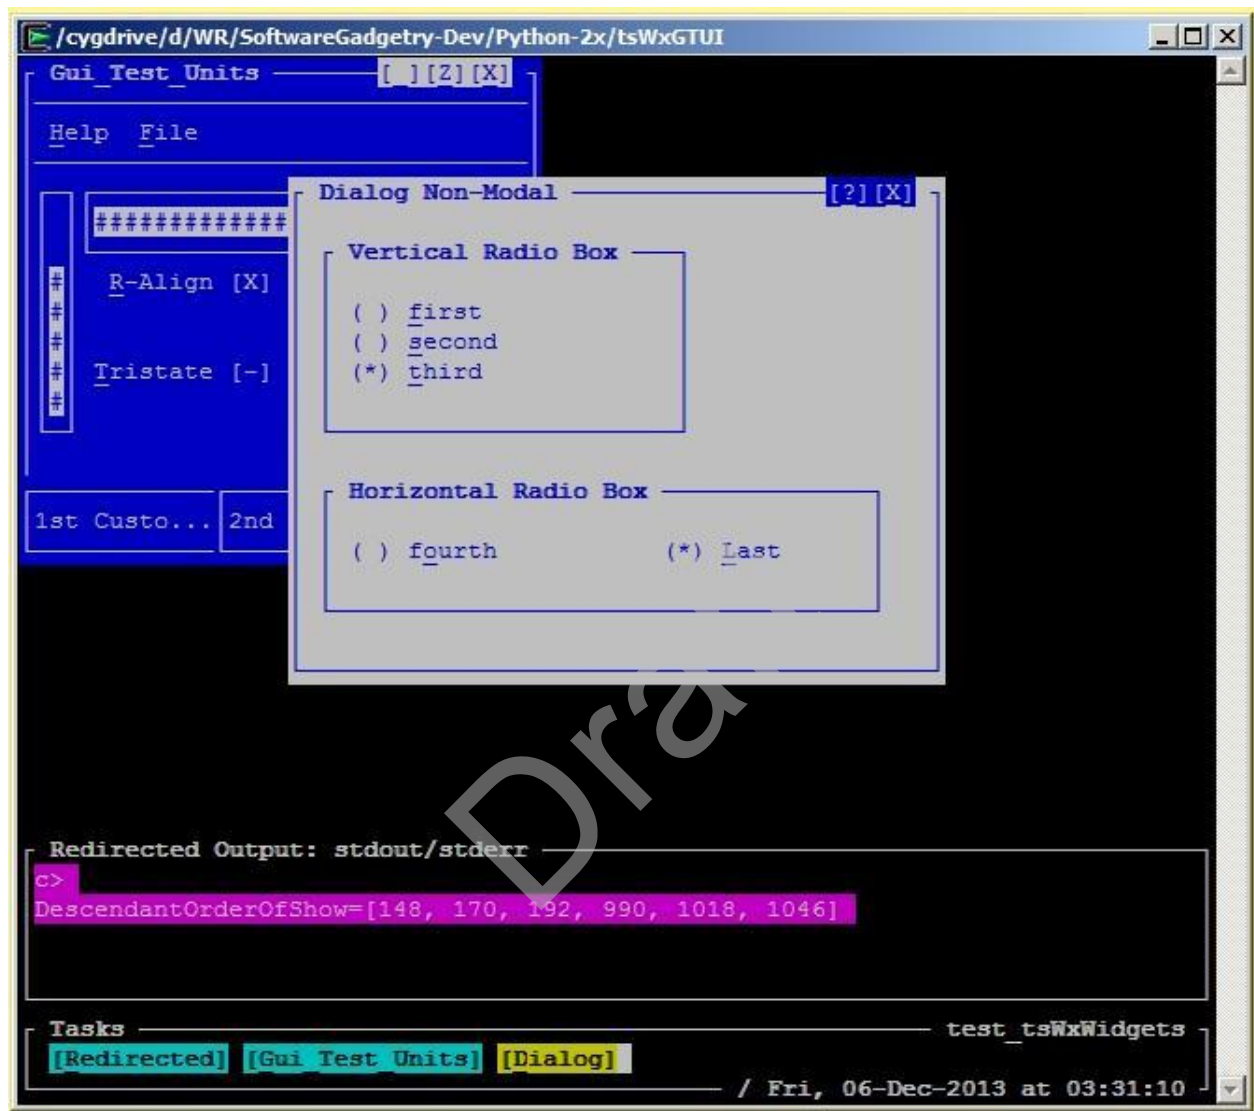 /cygdrive/d/WR/SoftwareGadgetry-Dev/Python-2x/tsWxGTUI
Gui_Test_Units [_][Z][X]
Help File
Dialog Non-Modal [?][X]
#############
Vertical Radio Box
# R-Align [X]
#
#
# Tristate [-]
#
( ) first
( ) second
(*) third
Horizontal Radio Box
1st Custo... 2nd
( ) fourth (*) Last
Dra
Redirected Output: stdout/stderr
c>
DescendantOrderOfShow=[148, 170, 192, 990, 1018, 1046]
Tasks test_tsWxWidgets
[Redirected] [Gui_Test_Units] [Dialog]
/ Fri, 06-Dec-2013 at 03:31:10